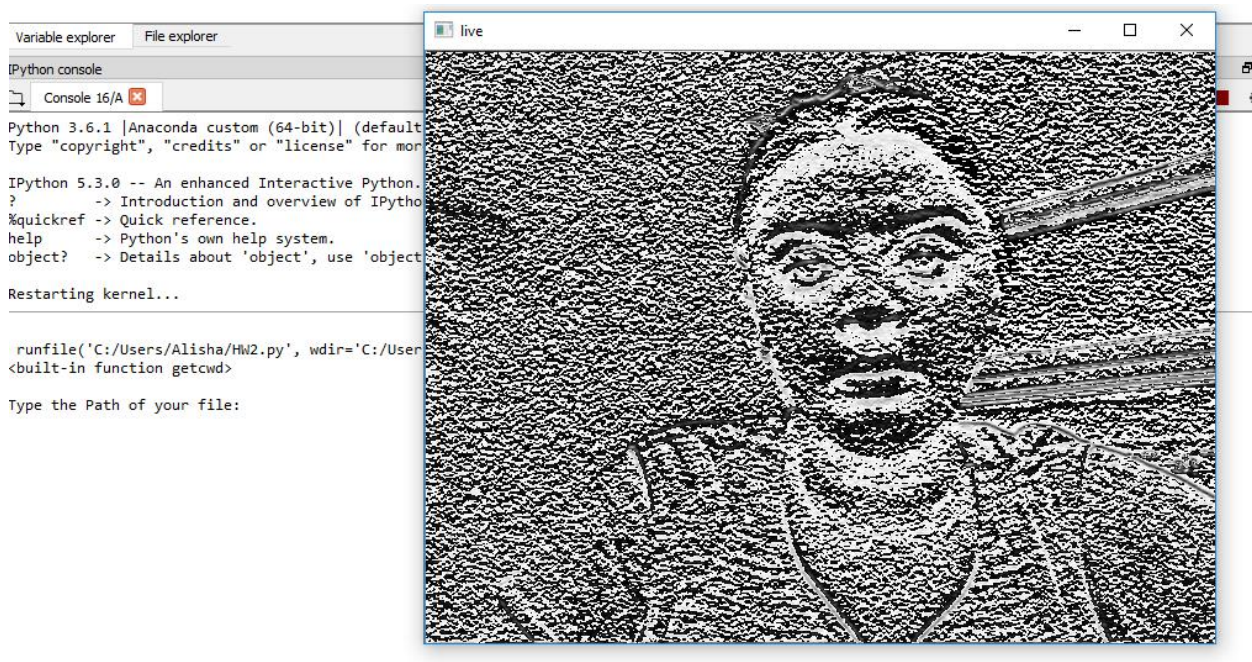 Variable explorer File explorer
IPython console
Console 16/A
Python 3.6.1 |Anaconda custom (64-bit)| (default
Type "copyright", "credits" or "license" for mor
IPython 5.3.0 -- An enhanced Interactive Python.
? -> Introduction and overview of IPytho
%quickref -> Quick reference.
help -> Python's own help system.
object? -> Details about 'object', use 'object
Restarting kernel...
runfile('C:/Users/Alisha/HW2.py', wdir='C:/User
<built-in function getcwd>
Type the Path of your file:
live